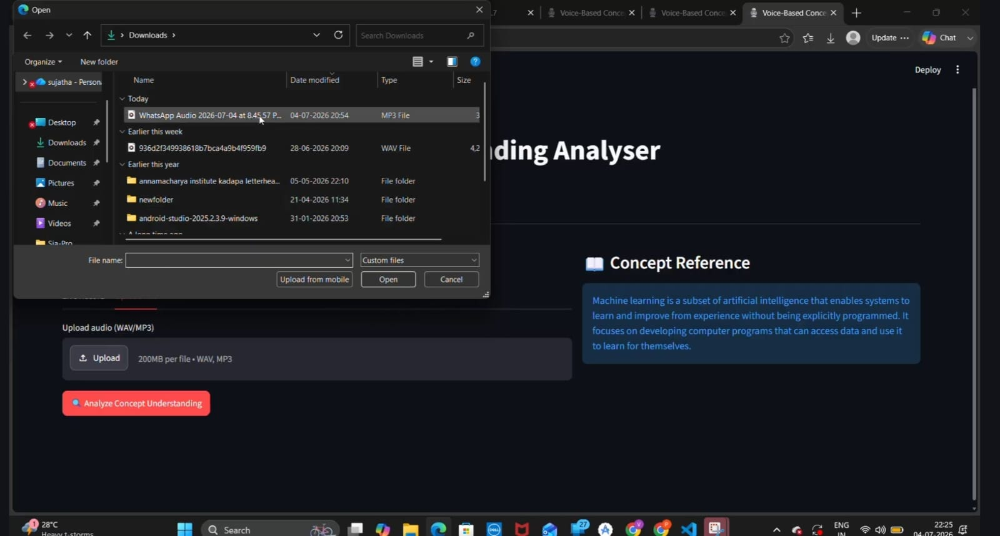 Open
Voice-Based Conce
Voice-Based Conce
Voice-Based Conce
Downloads
Search Downloads
Update
Chat
Organize
New folder
sujatha - Person
Deploy
Name
Date modified
Type
Size
Today
WhatsApp Audio 2026-07-04 at 8.45.57 P...
04-07-2026 20:54
MP3 File
3
Earlier this week
936d2f349938618b7bca4a9b4f959fb9
28-06-2026 20:09
WAV File
4,2
Earlier this year
annamacharya institute kadapa letterhea...
05-05-2026 22:10
File folder
newfolder
21-04-2026 11:34
File folder
android-studio-2025.2.3.9-windows
31-01-2026 20:53
File folder
A long time ago
Desktop
Downloads
Documents
Pictures
Music
Videos
Sia-Pro
File name:
Custom files
Upload from mobile
Open
Cancel
ding Analyser
Concept Reference
Machine learning is a subset of artificial intelligence that enables systems to
learn and improve from experience without being explicitly programmed. It
focuses on developing computer programs that can access data and use it
to learn for themselves.
Upload audio (WAV/MP3)
Upload
200MB per file • WAV, MP3
Analyze Concept Understanding
1
28°C
Heavy t-storms
Search
DELL
27
ENG
IN
22:25
04-07-2026